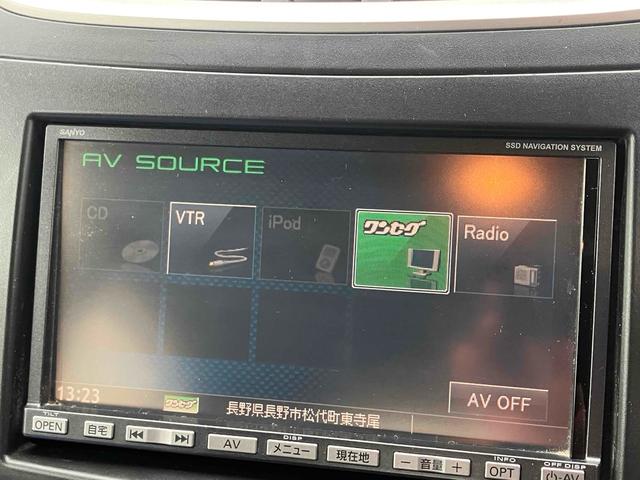 SANYO
SSD NAVIGATION SYSTEM
AV SOURCE
CD VTR iPod ワンセグ Radio
13:23 ワンセグ 長野県長野市松代町東寺尾 AV OFF
TILT DISP INFO OFF DISP
OPEN 自宅 AV メニュー 現在地 － 音量 ＋ OPT AV